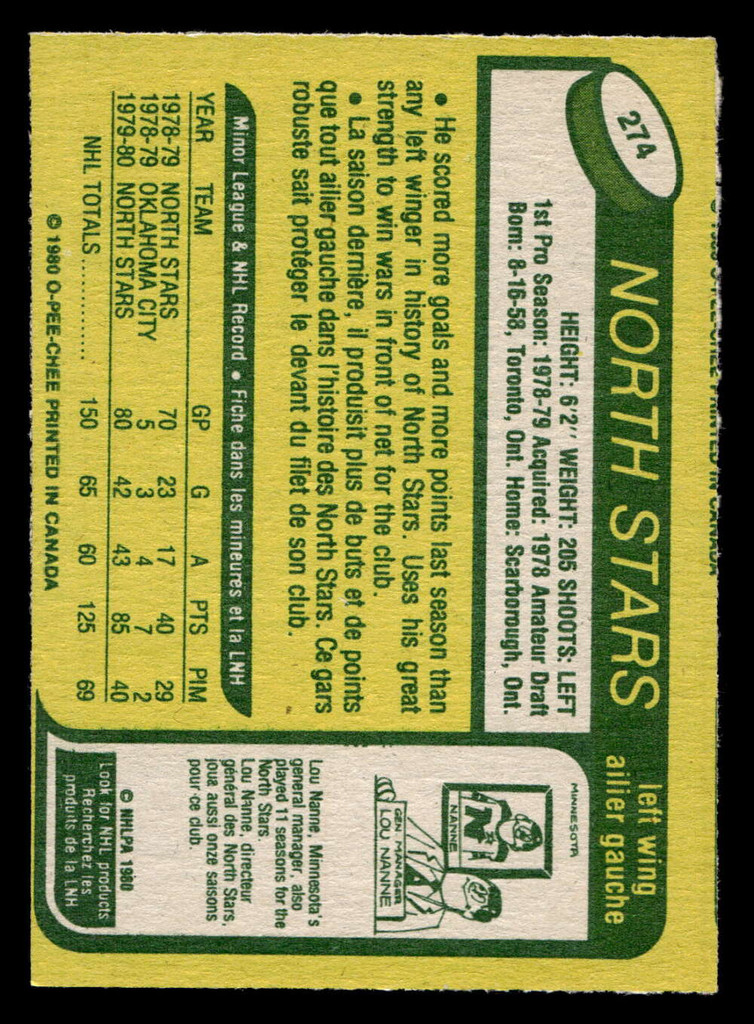 274
NORTH STARS
left wing
ailier gauche
HEIGHT: 6'2" WEIGHT: 205 SHOOTS: LEFT
1st Pro Season: 1978-79 Acquired: 1978 Amateur Draft
Born: 8-16-58, Toronto, Ont. Home: Scarborough, Ont.
• He scored more goals and more points last season than
any left winger in history of North Stars. Uses his great
strength to win wars in front of net for the club.
• La saison dernière, il produisit plus de buts et de points
que tout ailier gauche dans l'histoire des North Stars. Ce gars
robuste sait protéger le devant du filet de son club.
Minor League & NHL Record • Fiche dans les mineures et la LNH
YEAR TEAM GP G A PTS PIM
1978-79 NORTH STARS 70 23 17 40 29
1978-79 OKLAHOMA CITY 5 3 4 7 2
1979-80 NORTH STARS 80 42 43 85 40
NHL TOTALS ............. 150 65 60 125 69
© 1980 O-PEE-CHEE PRINTED IN CANADA
MINNESOTA
NANNE
N
GEN MANAGER
LOU NANNE
Lou Nanne, Minnesota's
general manager, also
played 11 seasons for the
North Stars.
Lou Nanne, directeur
général des North Stars,
joua aussi onze saisons
pour ce club.
© NHLPA 1980
Look for NHL products
Recherchez les
produits de la LNH